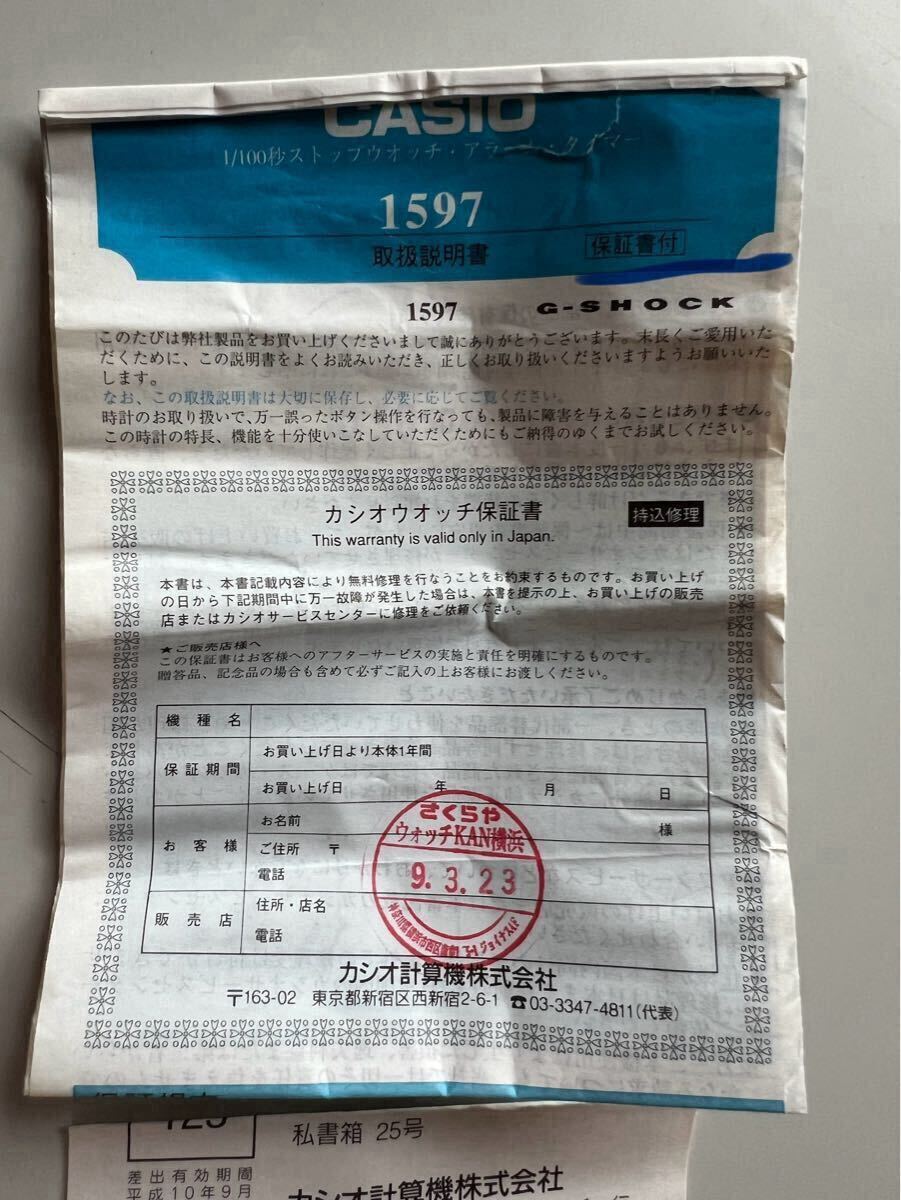 CASIO
1/100秒ストップウオッチ・アラーム・タイマー
1597
取扱説明書
保証書付
1597
G-SHOCK
このたびは弊社製品をお買い上げくださいまして誠にありがとうございます。末長くご愛用いた
だくために、この説明書をよくお読みいただき、正しくお取り扱いくださいますようお願いいた
します。
なお、この取扱説明書は大切に保存し、必要に応じてご覧ください。
時計のお取り扱いで、万一誤ったボタン操作を行なっても、製品に障害を与えることはありません。
この時計の特長、機能を十分使いこなしていただくためにもご納得のゆくまでお試しください。
カシオウオッチ保証書
持込修理
This warranty is valid only in Japan.
本書は、本書記載内容により無料修理を行なうことをお約束するものです。お買い上げ
の日から下記期間中に万一故障が発生した場合は、本書を提示の上、お買い上げの販売
店またはカシオサービスセンターに修理をご依頼ください。
★ご販売店様へ
この保証書はお客様へのアフターサービスの実施と責任を明確にするものです。
贈答品、記念品の場合も含めて必ずご記入の上お客様にお渡しください。
機種名
保証期間
お買い上げ日より本体1年間
お買い上げ日 年 月 日
お客様
お名前 様
ご住所 〒
電話
販売店
住所・店名
電話
さくらや
ウォッチKAN横浜
9.3.23
カシオ計算機株式会社
〒163-02 東京都新宿区西新宿2-6-1 ☎03-3347-4811(代表)
私書箱 25号
差出有効期間
平成10年9月
カシオ計算機株式会社
行